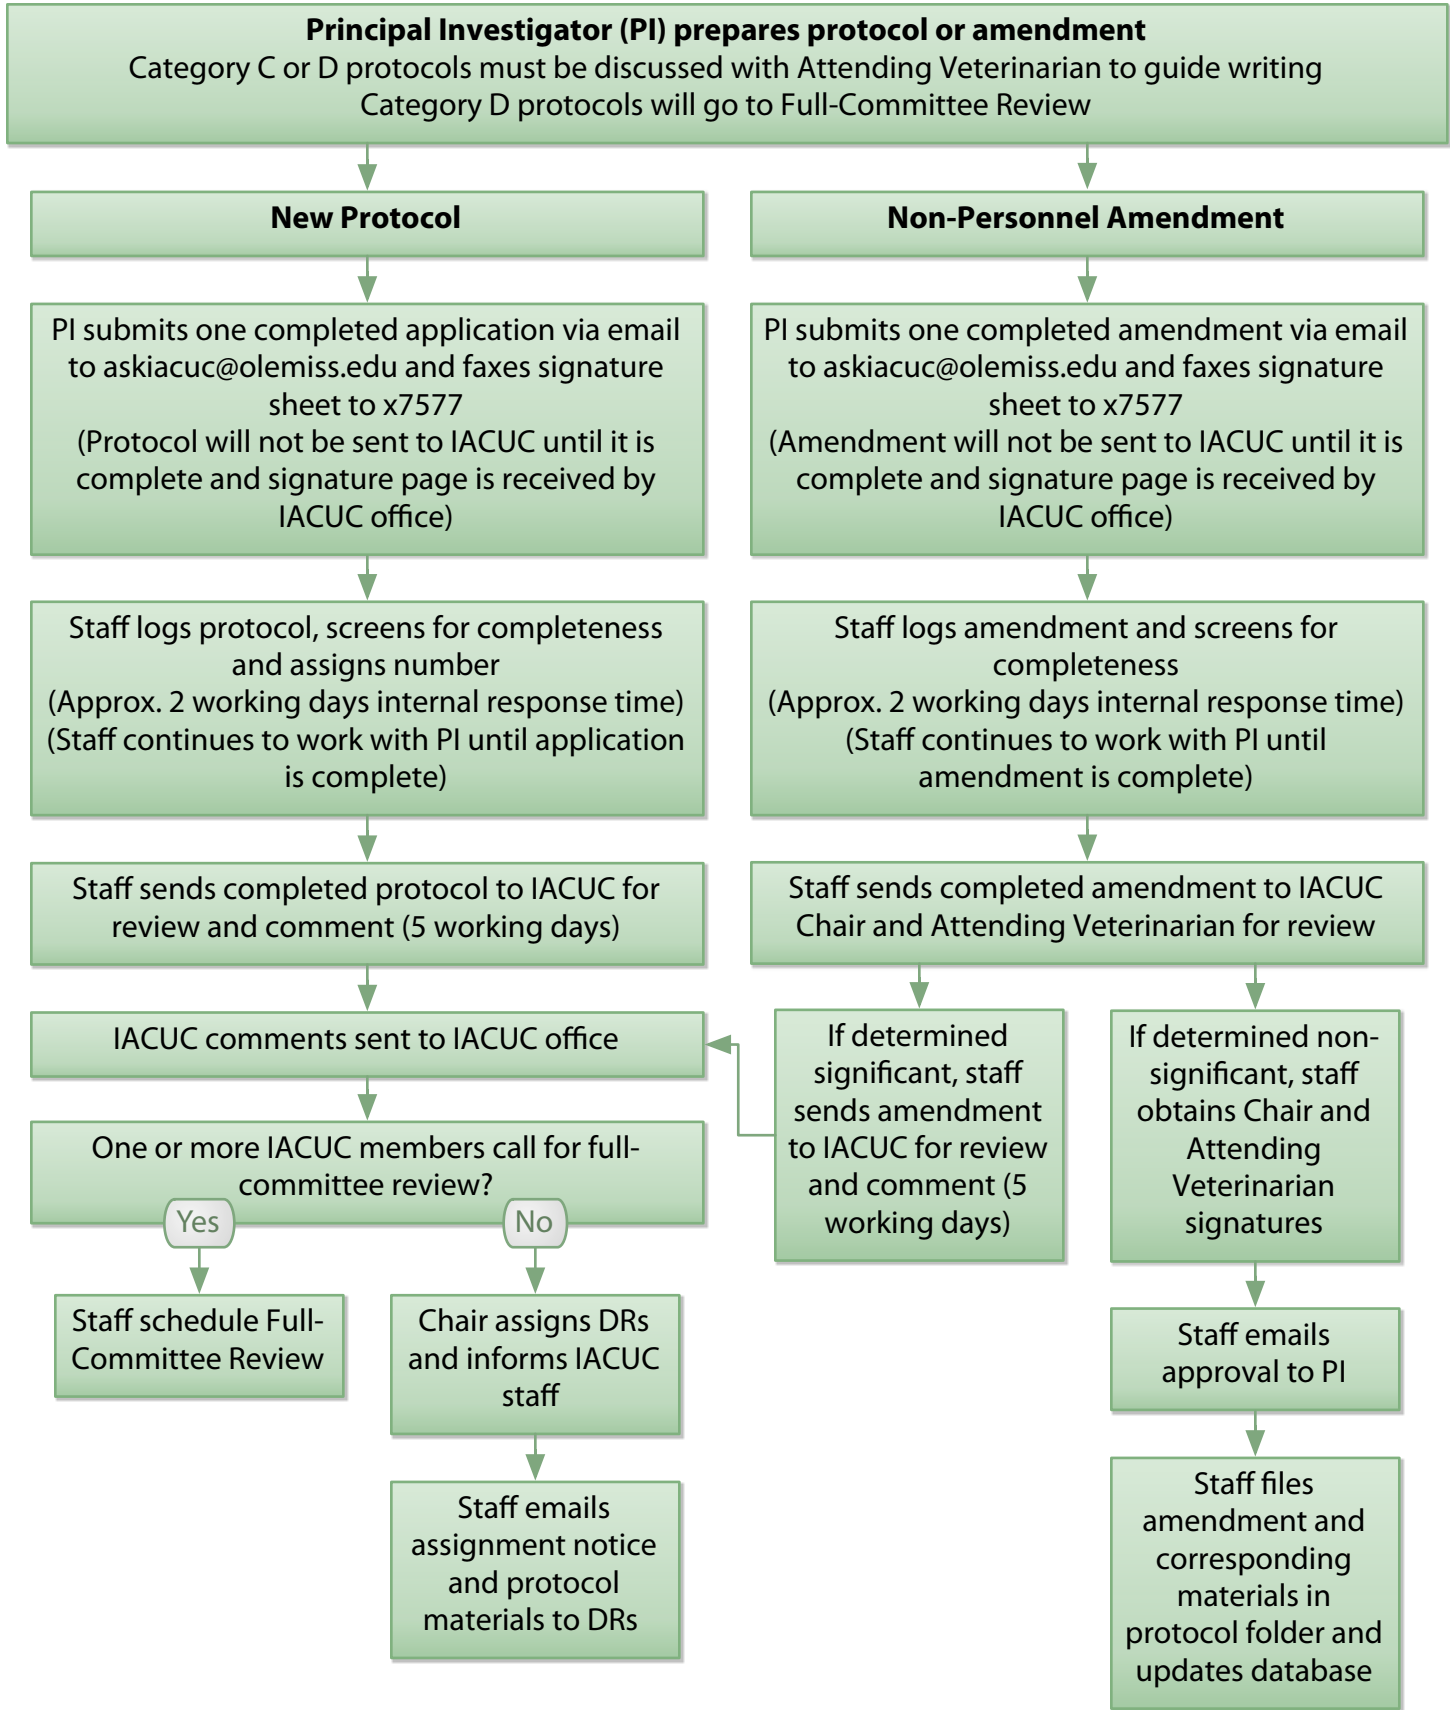 Principal Investigator (PI) prepares protocol or amendment
Category C or D protocols must be discussed with Attending Veterinarian to guide writing
Category D protocols will go to Full-Committee Review
New Protocol
PI submits one completed application via email
to askiacuc@olemiss.edu and faxes signature
sheet to x7577
(Protocol will not be sent to IACUC until it is
complete and signature page is received by
IACUC office)
Staff logs protocol, screens for completeness
and assigns number
(Approx. 2 working days internal response time)
(Staff continues to work with PI until application
is complete)
Staff sends completed protocol to IACUC for
review and comment (5 working days)
IACUC comments sent to IACUC office
One or more IACUC members call for full-
committee review?
Yes
No
Staff schedule Full-
Committee Review
Chair assigns DRs
and informs IACUC
staff
Staff emails
assignment notice
and protocol
materials to DRs
Non-Personnel Amendment
PI submits one completed amendment via email
to askiacuc@olemiss.edu and faxes signature
sheet to x7577
(Amendment will not be sent to IACUC until it is
complete and signature page is received by
IACUC office)
Staff logs amendment and screens for
completeness
(Approx. 2 working days internal response time)
(Staff continues to work with PI until
amendment is complete)
Staff sends completed amendment to IACUC
Chair and Attending Veterinarian for review
If determined
significant, staff
sends amendment
to IACUC for review
and comment (5
working days)
If determined non-
significant, staff
obtains Chair and
Attending
Veterinarian
signatures
Staff emails
approval to PI
Staff files
amendment and
corresponding
materials in
protocol folder and
updates database